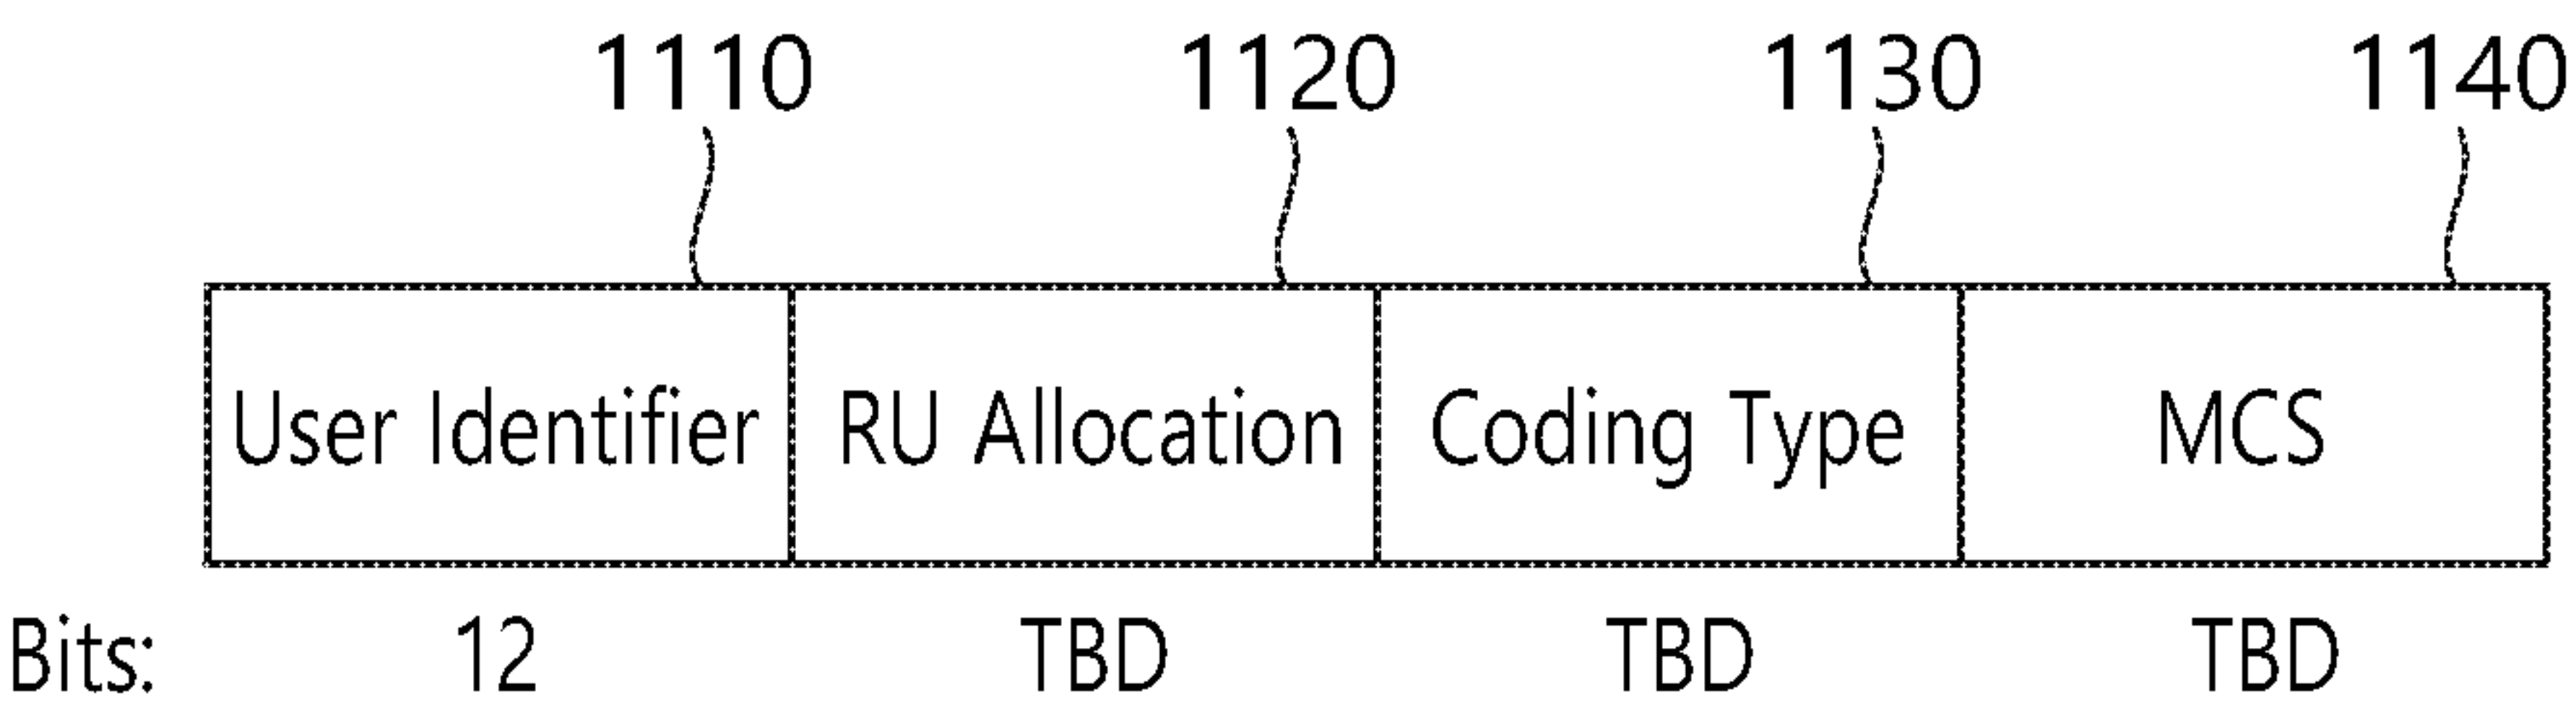 1110 1120 1130 1140
User Identifier RU Allocation Coding Type MCS
Bits: 12 TBD TBD TBD